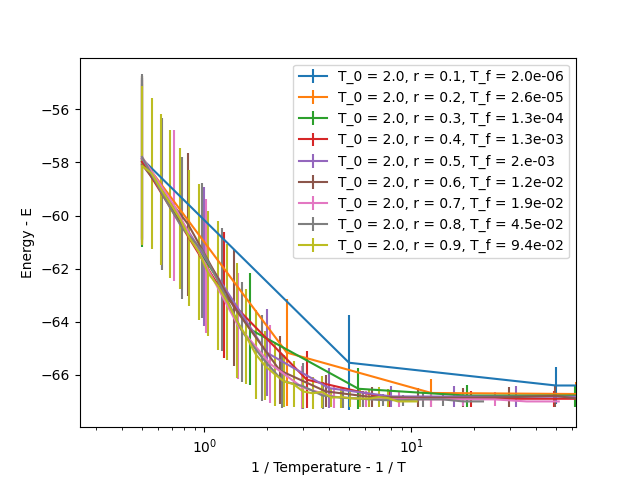 T_0 = 2.0, r = 0.1, T_f = 2.0e-06
T_0 = 2.0, r = 0.2, T_f = 2.6e-05
T_0 = 2.0, r = 0.3, T_f = 1.3e-04
T_0 = 2.0, r = 0.4, T_f = 1.3e-03
T_0 = 2.0, r = 0.5, T_f = 2.e-03
T_0 = 2.0, r = 0.6, T_f = 1.2e-02
T_0 = 2.0, r = 0.7, T_f = 1.9e-02
T_0 = 2.0, r = 0.8, T_f = 4.5e-02
T_0 = 2.0, r = 0.9, T_f = 9.4e-02
Energy - E
−56
−58
−60
−62
−64
−66
10⁰
10¹
1 / Temperature - 1 / T